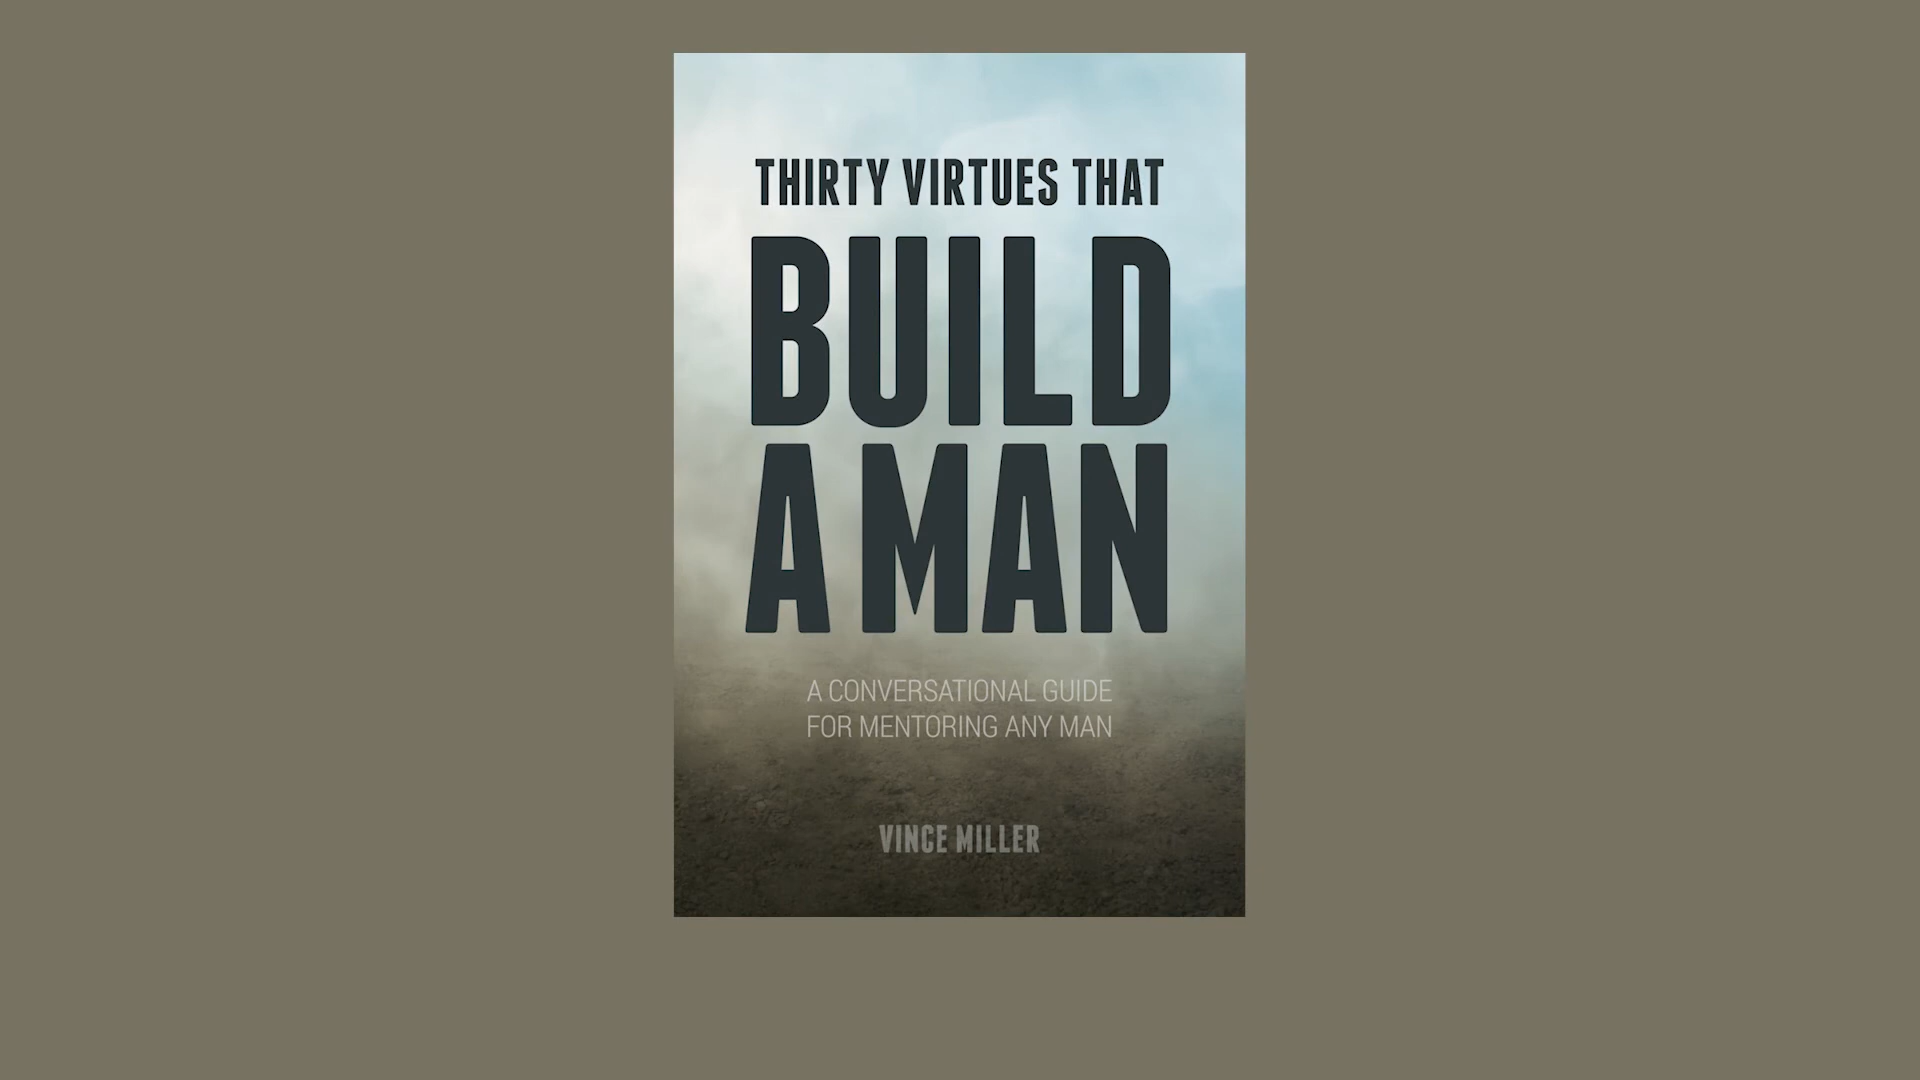 THIRTY VIRTUES THAT
BUILD
A MAN
A CONVERSATIONAL GUIDE
FOR MENTORING ANY MAN
VINCE MILLER